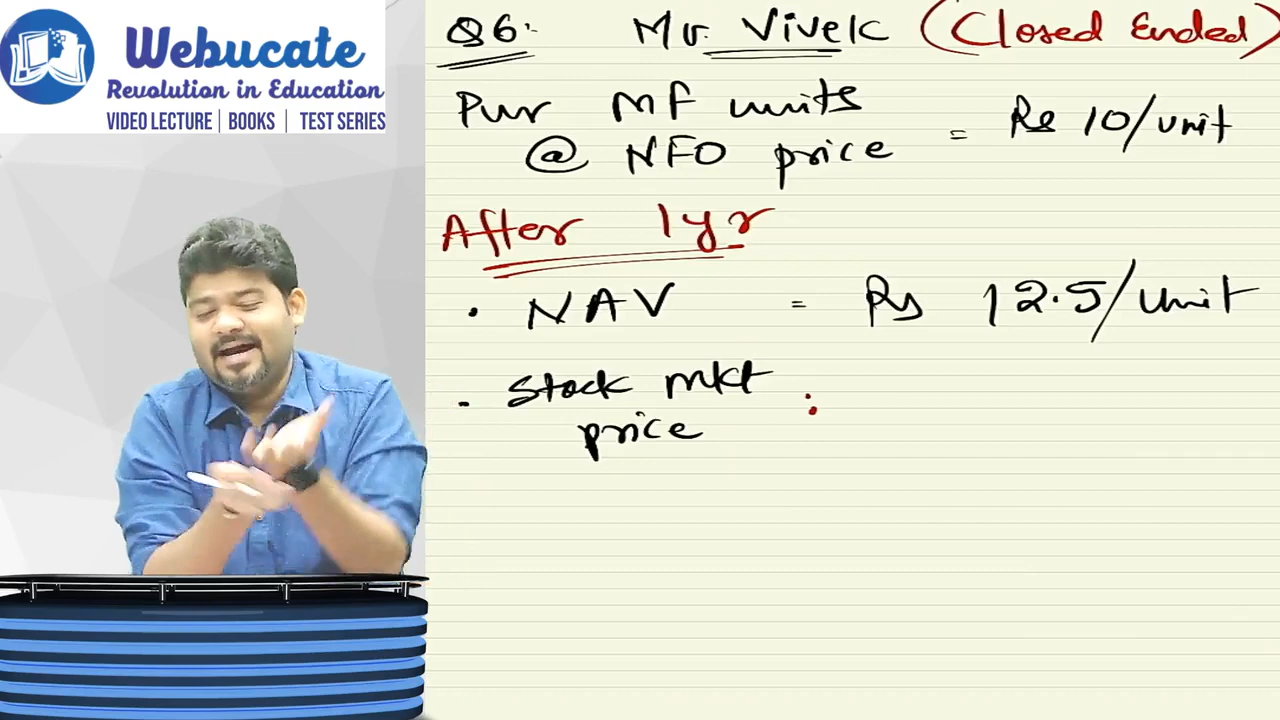 Webucate
Revolution in Education
VIDEO LECTURE | BOOKS | TEST SERIES
Q6: Mr. Vivek (Closed Ended)
Pur MF units
@ NFO price = Rs 10/unit
After 1yr
• NAV = Rs 12.5/unit
• Stock mkt :
price